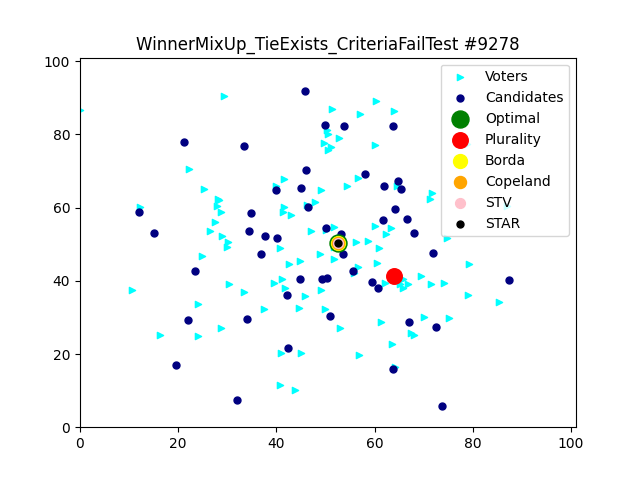 WinnerMixUp_TieExists_CriteriaFailTest #9278
100
80
60
40
20
0
0 20 40 60 80 100
Voters
Candidates
Optimal
Plurality
Borda
Copeland
STV
STAR